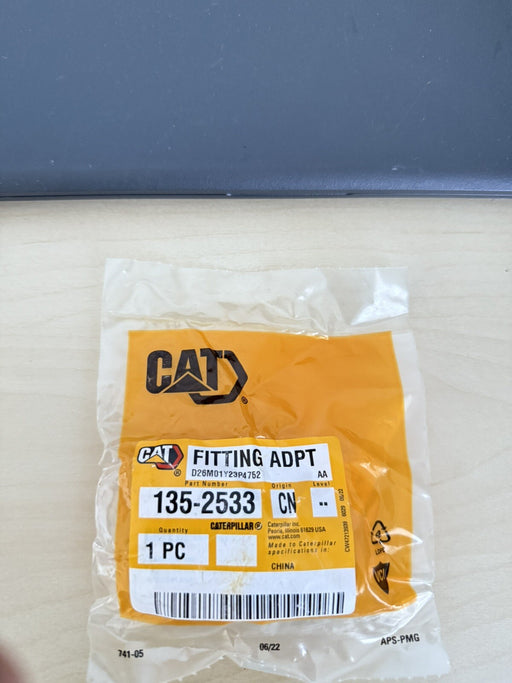 CAT®
CAT® FITTING ADPT
D26M01Y23P4752 AA
Part Number Origin Level
135-2533 CN --
CATERPILLAR® Caterpillar Inc.
Peoria, Illinois 61629 USA
www.cat.com
Quantity
1 PC
Made to Caterpillar
specifications in:
CHINA
LDPE
741-05
06/22
APS-PMG